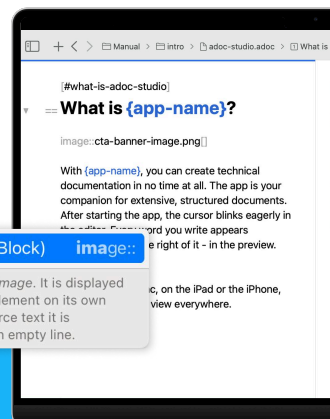 Manual > intro > adoc-studio.adoc > What is
[#what-is-adoc-studio]
== What is {app-name}?
image::cta-banner-image.png[]
With {app-name}, you can create technical
documentation in no time at all. The app is your
companion for extensive, structured documents.
After starting the app, the cursor blinks eagerly in
the editor. Every word you write appears
e right of it - in the preview.
Block) image::
mage. It is displayed
lement on its own
rce text it is
n empty line.
c, on the iPad or the iPhone,
view everywhere.